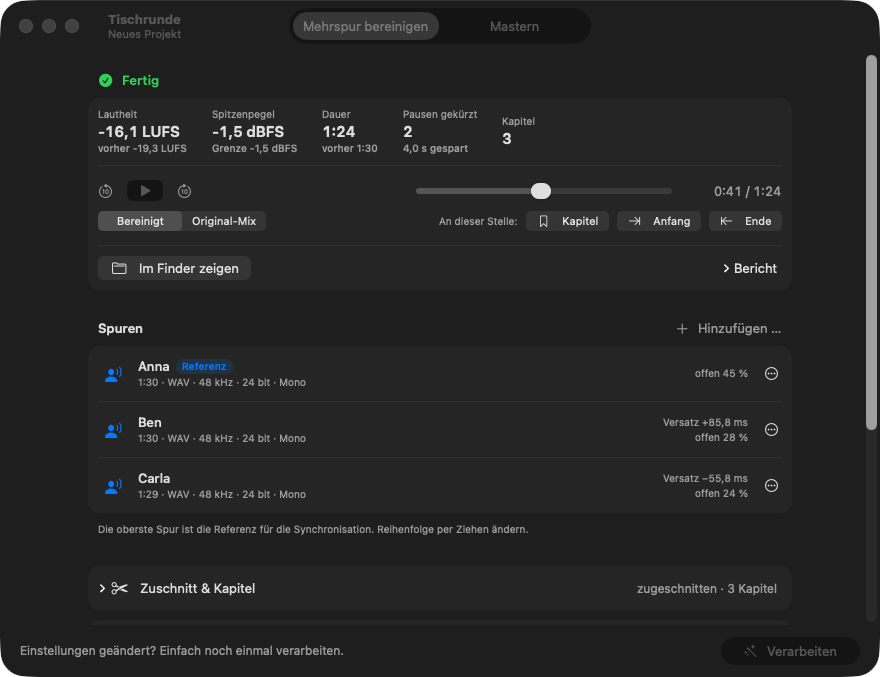 Tischrunde
Neues Projekt
Mehrspur bereinigen
Mastern
Fertig
Lautheit
-16,1 LUFS
vorher -19,3 LUFS
Spitzenpegel
-1,5 dBFS
Grenze -1,5 dBFS
Dauer
1:24
vorher 1:30
Pausen gekürzt
2
4,0 s gespart
Kapitel
3
10
10
0:41 / 1:24
Bereinigt
Original-Mix
An dieser Stelle:
Kapitel
Anfang
Ende
Im Finder zeigen
Bericht
Spuren
Hinzufügen ...
Anna Referenz
1:30 · WAV · 48 kHz · 24 bit · Mono
offen 45 %
Ben
1:30 · WAV · 48 kHz · 24 bit · Mono
Versatz +85,8 ms
offen 28 %
Carla
1:29 · WAV · 48 kHz · 24 bit · Mono
Versatz −55,8 ms
offen 24 %
Die oberste Spur ist die Referenz für die Synchronisation. Reihenfolge per Ziehen ändern.
Zuschnitt & Kapitel
zugeschnitten · 3 Kapitel
Einstellungen geändert? Einfach noch einmal verarbeiten.
Verarbeiten